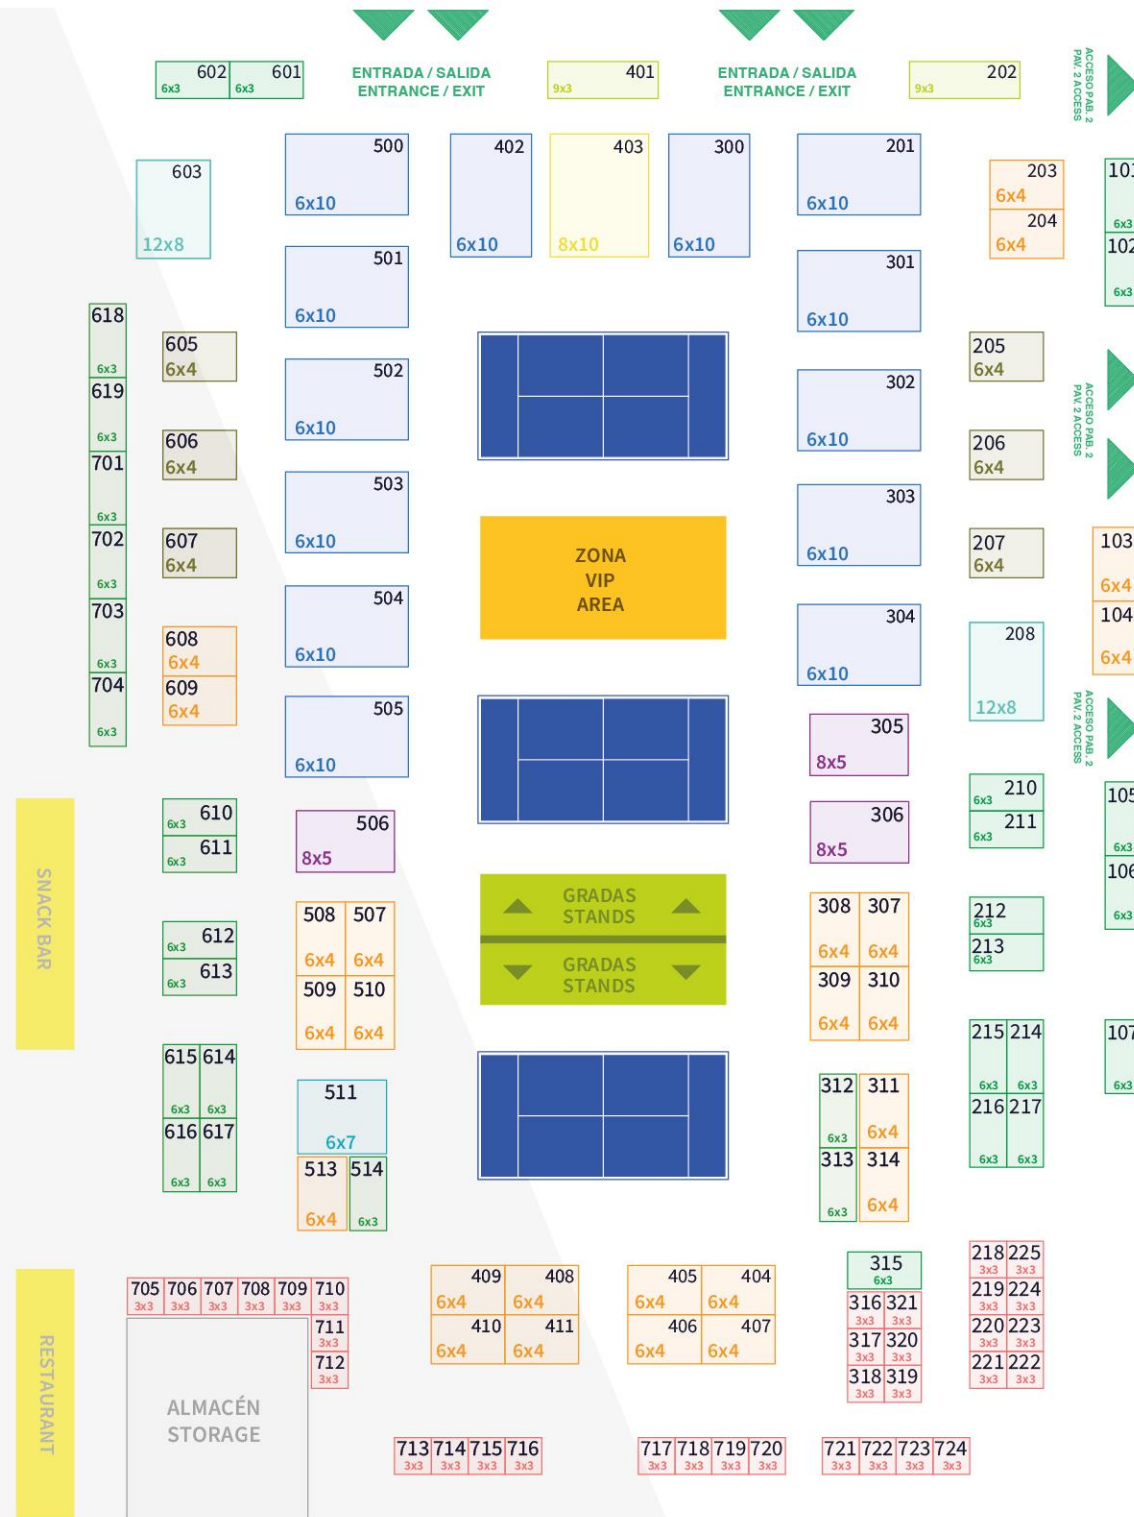 602
6x3
601
6x3
ENTRADA / SALIDA
ENTRANCE / EXIT
401
9x3
ENTRADA / SALIDA
ENTRANCE / EXIT
202
9x3
ACCESO PAB. 2
PAV. 2 ACCESS
603
12x8
500
6x10
402
6x10
403
8x10
300
6x10
201
6x10
203
6x4
204
6x4
6x3
102
6x3
501
6x10
301
6x10
618
6x3
619
6x3
701
6x3
702
6x3
703
6x3
704
6x3
605
6x4
606
6x4
607
6x4
608
6x4
609
6x4
502
6x10
503
6x10
504
6x10
505
6x10
ZONA
VIP
AREA
302
6x10
303
6x10
304
6x10
205
6x4
206
6x4
207
6x4
ACCESO PAB. 2
PAV. 2 ACCESS
103
6x4
104
6x4
208
12x8
ACCESO PAB. 2
PAV. 2 ACCESS
305
8x5
306
8x5
SNACK BAR
610
6x3
611
6x3
612
6x3
613
6x3
615
6x3
614
6x3
616
6x3
617
6x3
506
8x5
508
6x4
507
6x4
509
6x4
510
6x4
511
6x7
513
6x4
514
6x3
GRADAS
STANDS
GRADAS
STANDS
308
6x4
307
6x4
309
6x4
310
6x4
312
6x3
311
6x4
313
6x3
314
6x4
210
6x3
211
6x3
212
6x3
213
6x3
215
6x3
214
6x3
216
6x3
217
6x3
105
6x3
106
6x3
107
6x3
RESTAURANT
705
3x3
706
3x3
707
3x3
708
3x3
709
3x3
710
3x3
711
3x3
712
3x3
ALMACÉN
STORAGE
409
6x4
408
6x4
410
6x4
411
6x4
405
6x4
404
6x4
406
6x4
407
6x4
315
6x3
316
3x3
321
3x3
317
3x3
320
3x3
318
3x3
319
3x3
218
3x3
225
3x3
219
3x3
224
3x3
220
3x3
223
3x3
221
3x3
222
3x3
713
3x3
714
3x3
715
3x3
716
3x3
717
3x3
718
3x3
719
3x3
720
3x3
721
3x3
722
3x3
723
3x3
724
3x3